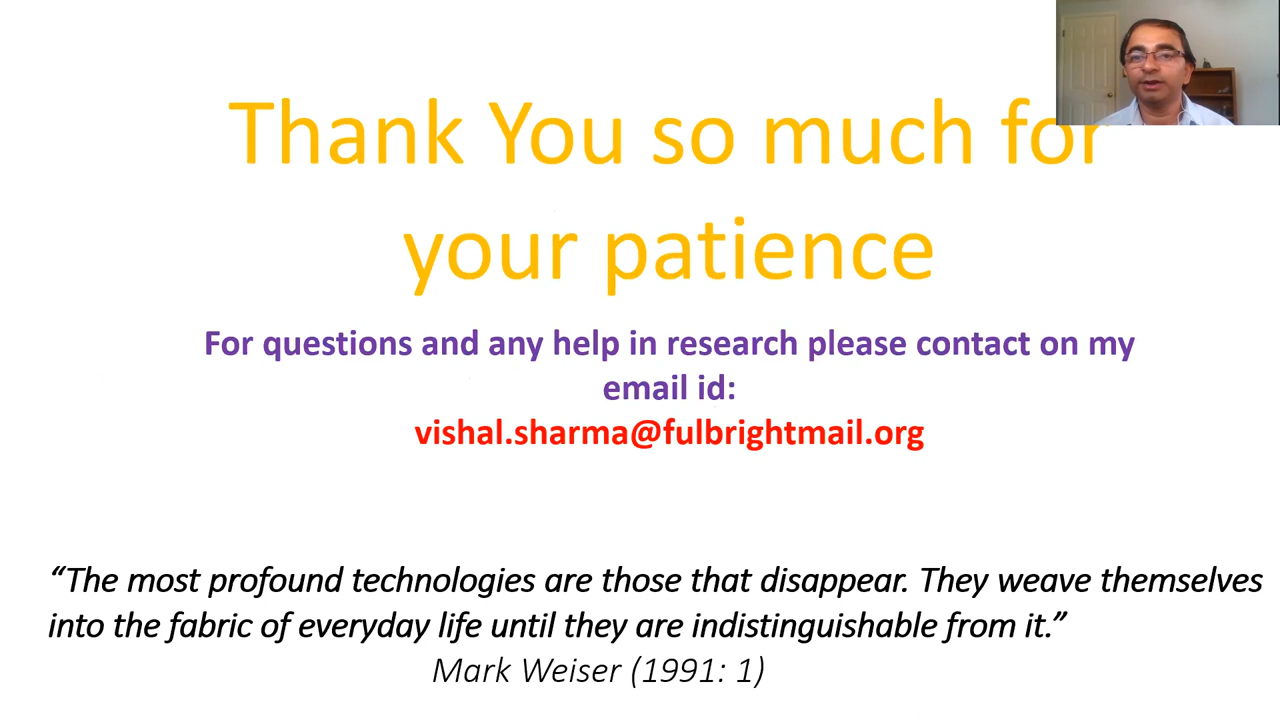 Thank You so much for
your patience
For questions and any help in research please contact on my
email id:
vishal.sharma@fulbrightmail.org
“The most profound technologies are those that disappear. They weave themselves
into the fabric of everyday life until they are indistinguishable from it.”
Mark Weiser (1991: 1)